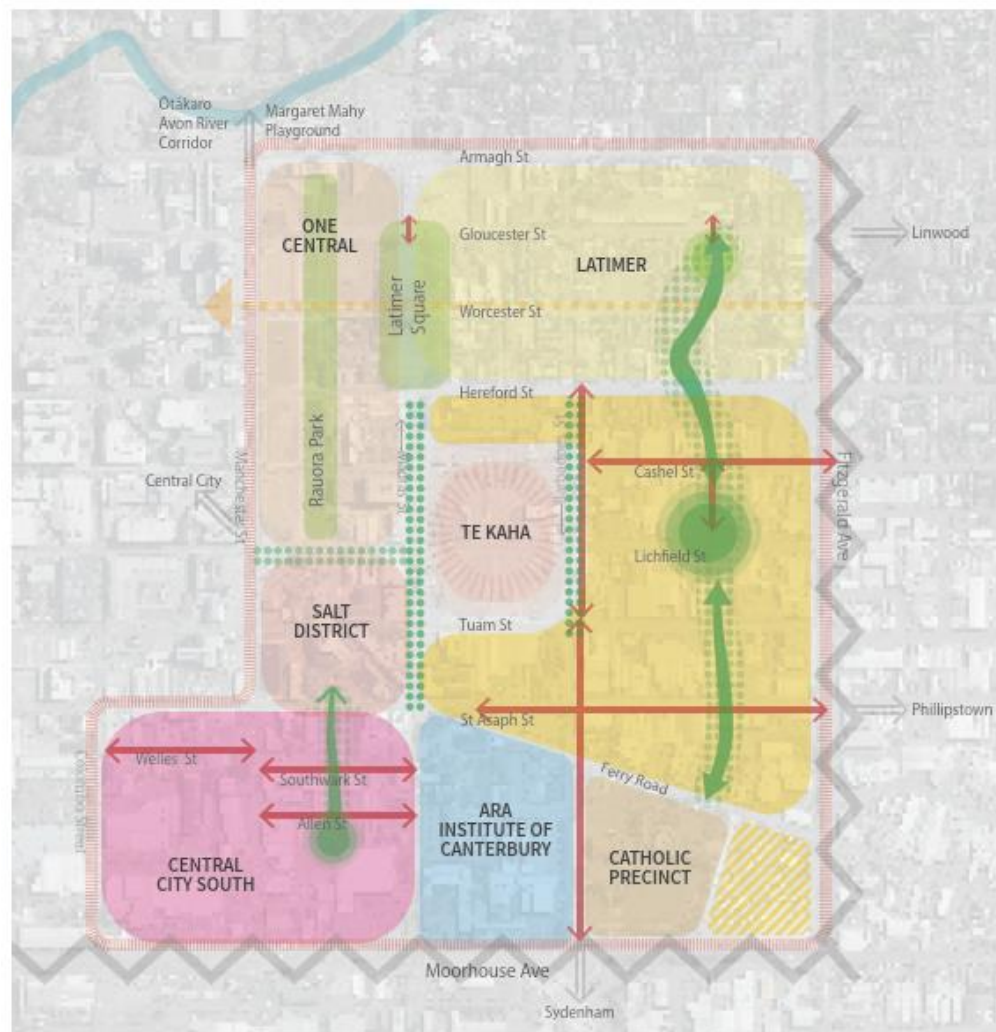 Ōtākaro
Avon River
Corridor
Margaret Mahy
Playground
Armagh St
ONE
CENTRAL
Gloucester St
Linwood
LATIMER
Latimer
Square
Worcester St
Hereford St
Rauora Park
Cashel St
Fitzgerald Ave
Central City
Manchester St
TE KAHA
Lichfield St
SALT
DISTRICT
Tuam St
St Asaph St
Phillipstown
Welles St
Southwark St
Ferry Road
Allen St
ARA
INSTITUTE OF
CANTERBURY
CENTRAL
CITY SOUTH
CATHOLIC
PRECINCT
Moorhouse Ave
Sydenham